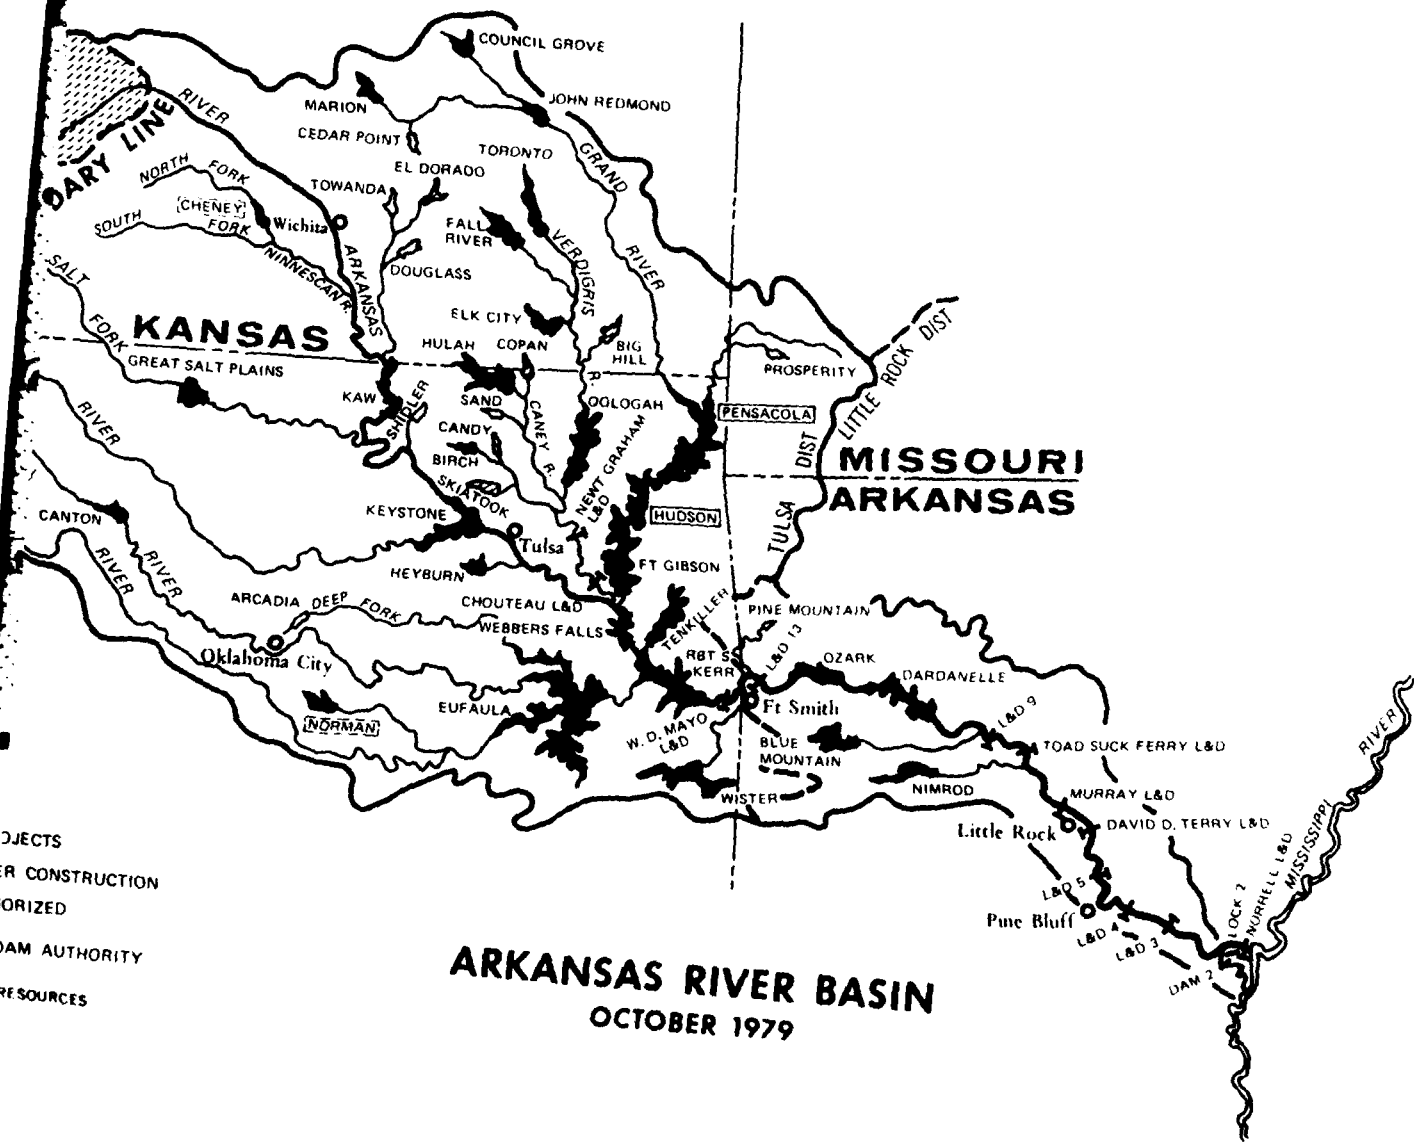 COUNCIL GROVE
MARION
JOHN REDMOND
CEDAR POINT
RIVER
DARY LINE
TORONTO
GRAND
RIVER
EL DORADO
TOWANDA
NORTH FORK
CHENEY
SOUTH FORK
Wichita
NINNESCAN R.
ARKANSAS
FALL
RIVER
VERDIGRIS
R.
DOUGLASS
SALT FORK
ELK CITY
KANSAS
HULAH
COPAN
BIG
HILL
PROSPERITY
LITTLE ROCK DIST
TULSA DIST
GREAT SALT PLAINS
KAW
SHIDLER
SAND
OOLOGAH
PENSACOLA
CANEY R.
CANDY
BIRCH
NEWT GRAHAM
L&D
MISSOURI
ARKANSAS
RIVER
SKIATOOK
KEYSTONE
HUDSON
CANTON
Tulsa
RIVER
RIVER
HEYBURN
FT GIBSON
ARCADIA
DEEP FORK
CHOUTEAU L&D
WEBBERS FALLS
TENKILLER
PINE MOUNTAIN
Oklahoma City
RBT S
KERR
L&D 13
OZARK
DARDANELLE
NORMAN
EUFAULA
Ft Smith
W. D. MAYO
L&D
BLUE
MOUNTAIN
L&D 9
TOAD SUCK FERRY L&D
WISTER
NIMROD
MURRAY L&D
Little Rock
DAVID D. TERRY L&D
MISSISSIPPI RIVER
L&D 5
Pine Bluff
L&D 4
L&D 3
DAM 2
LOCK 2
NORRELL L&D
OJECTS
ER CONSTRUCTION
ORIZED
DAM AUTHORITY
RESOURCES
ARKANSAS RIVER BASIN
OCTOBER 1979